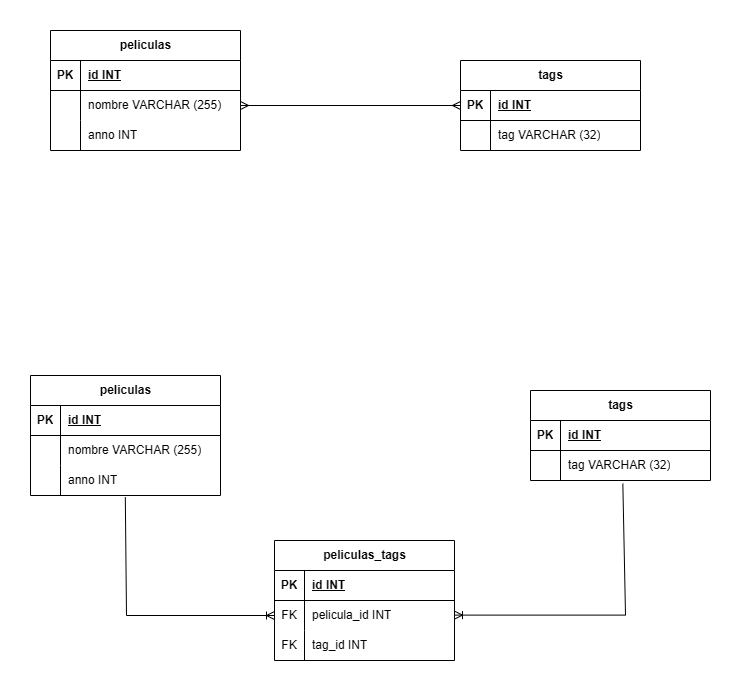 peliculas
PK id INT
nombre VARCHAR (255)
anno INT
tags
PK id INT
tag VARCHAR (32)
peliculas
PK id INT
nombre VARCHAR (255)
anno INT
tags
PK id INT
tag VARCHAR (32)
peliculas_tags
PK id INT
FK pelicula_id INT
FK tag_id INT